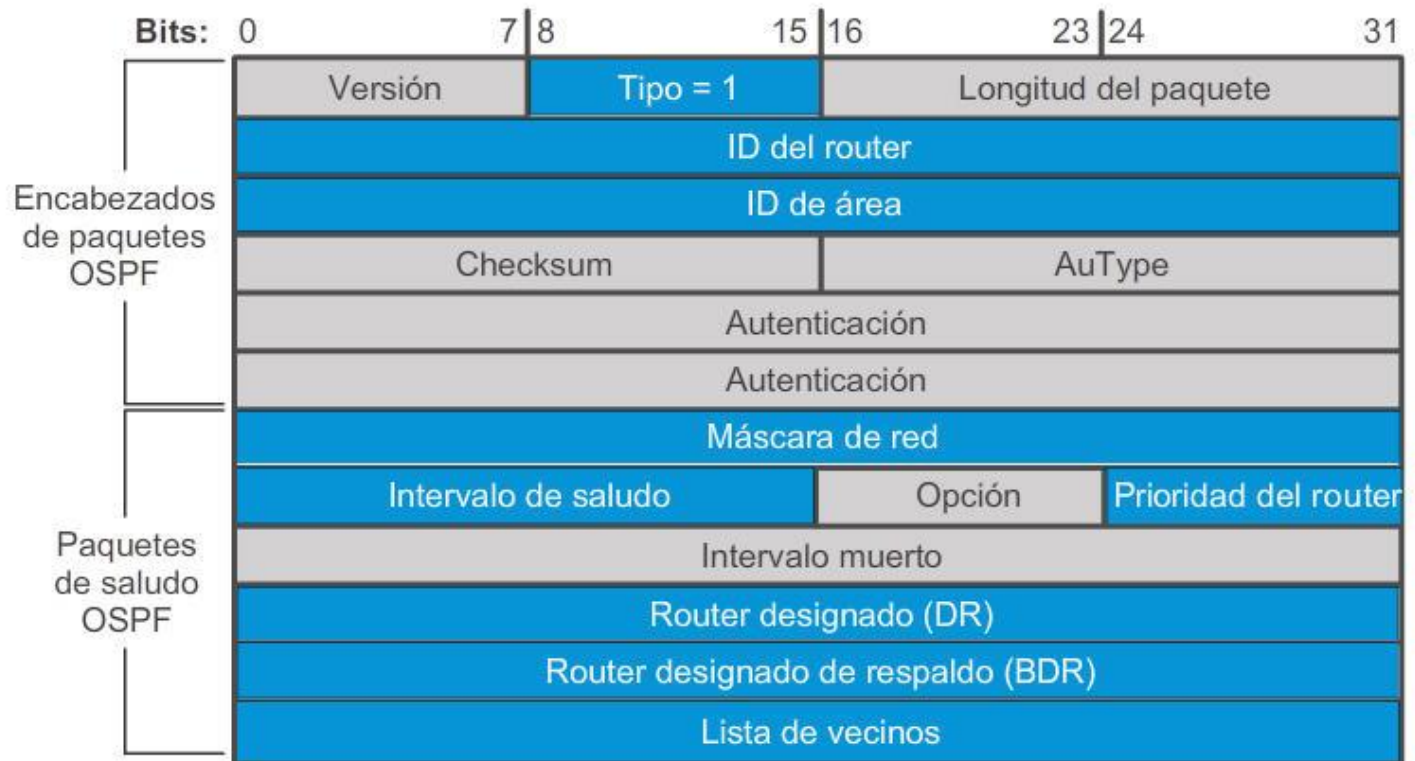 Bits: 0 7 8 15 16 23 24 31
Versión Tipo = 1 Longitud del paquete
ID del router
ID de área
Encabezados
de paquetes
OSPF
Checksum AuType
Autenticación
Autenticación
Máscara de red
Intervalo de saludo Opción Prioridad del router
Paquetes
de saludo
OSPF
Intervalo muerto
Router designado (DR)
Router designado de respaldo (BDR)
Lista de vecinos